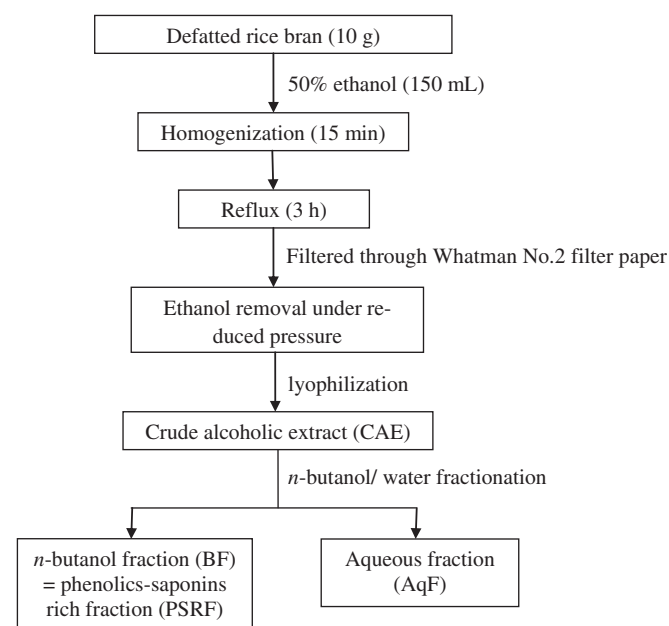 Defatted rice bran (10 g)
50% ethanol (150 mL)
Homogenization (15 min)
Reflux (3 h)
Filtered through Whatman No.2 filter paper
Ethanol removal under re-
duced pressure
lyophilization
Crude alcoholic extract (CAE)
n-butanol/ water fractionation
n-butanol fraction (BF)
= phenolics-saponins
rich fraction (PSRF)
Aqueous fraction
(AqF)